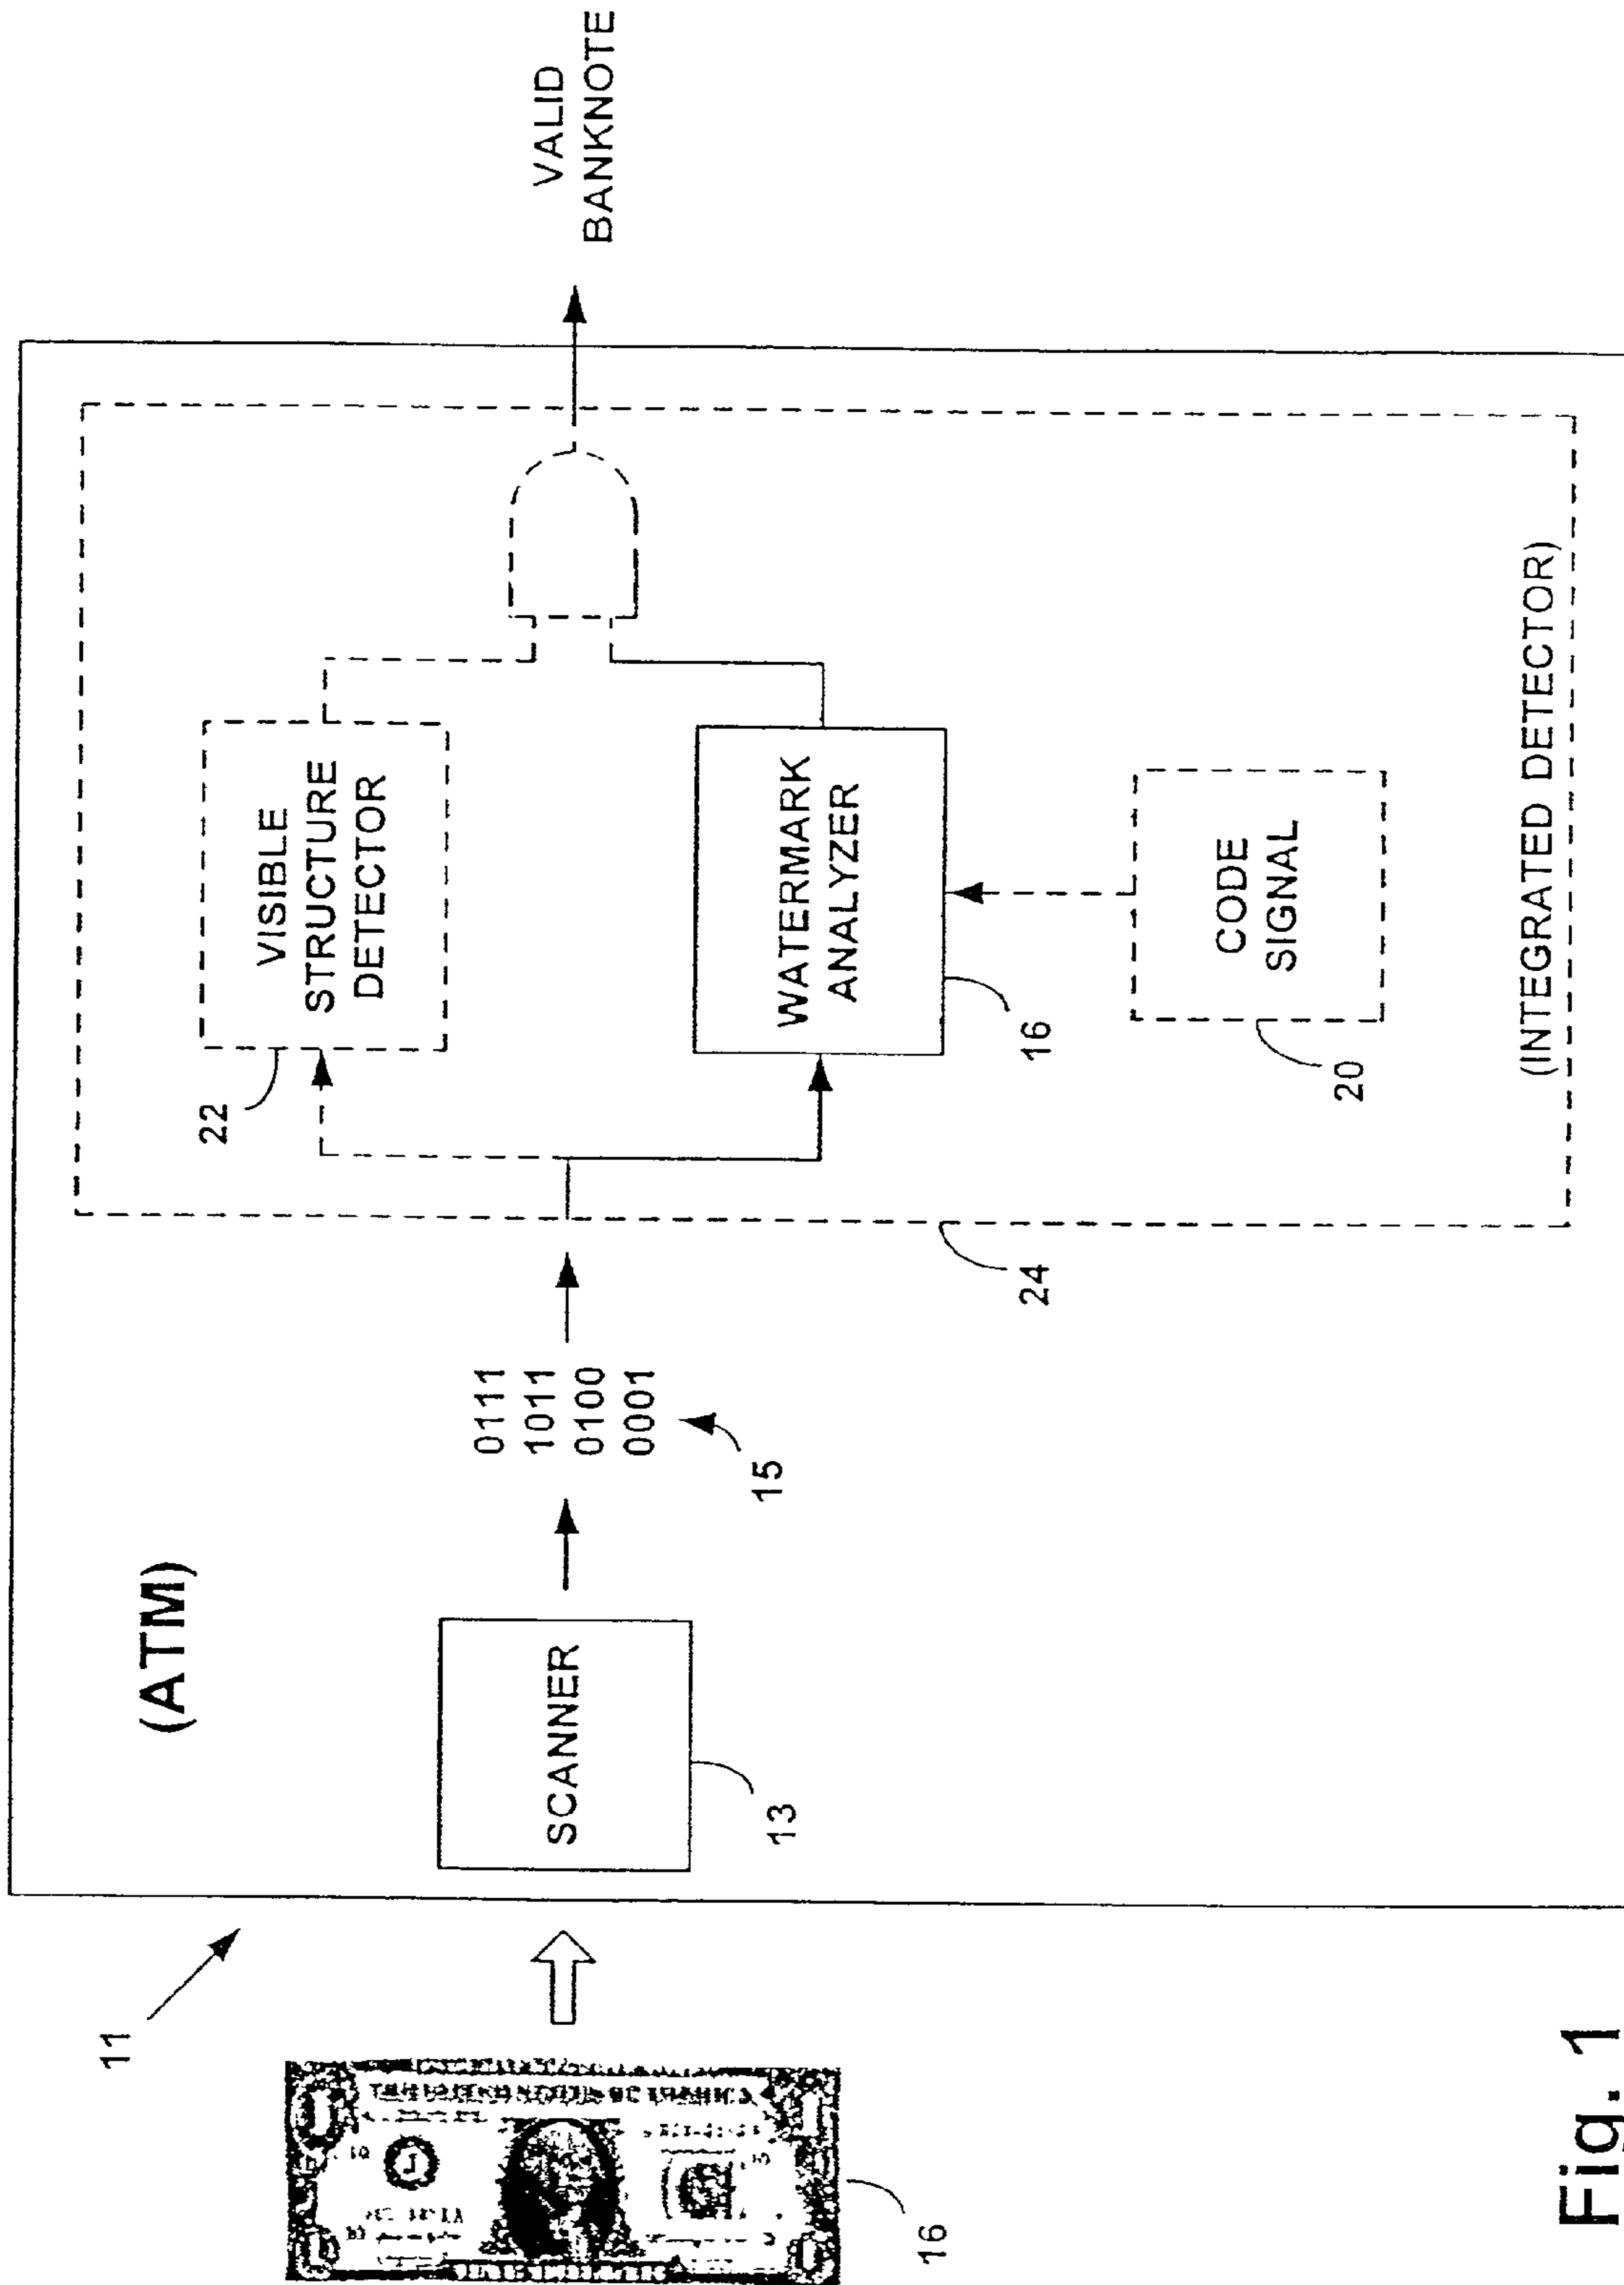 11
(ATM)
16
SCANNER
13
0111
1011
0100
0001
15
24
22
VISIBLE
STRUCTURE
DETECTOR
WATERMARK
ANALYZER
16
CODE
SIGNAL
20
(INTEGRATED DETECTOR)
VALID
BANKNOTE
Fig. 1